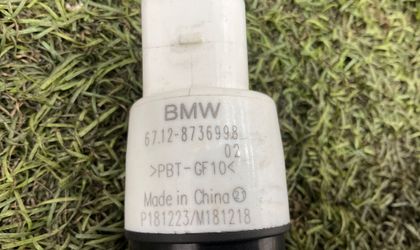 BMW
67.12-8736998
02
>PBT-GF10<
Made in China
P181223/M181218